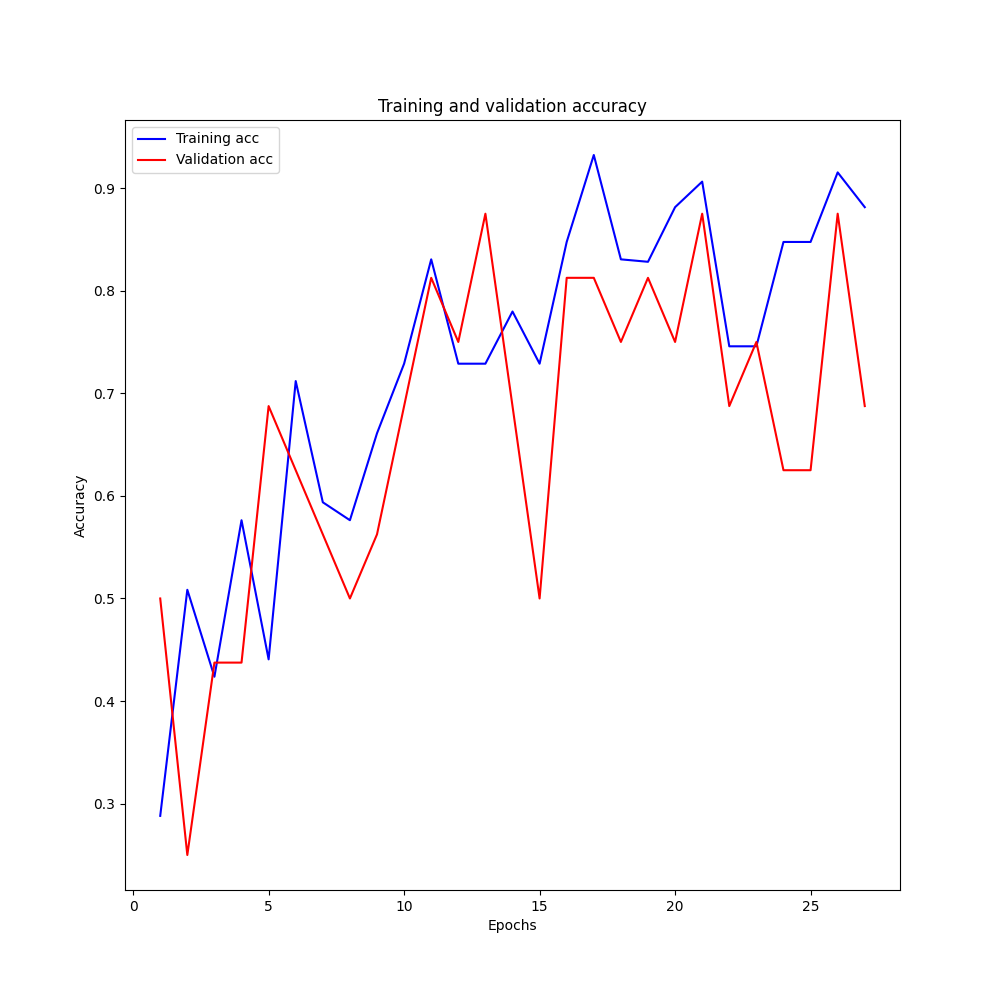 Training and validation accuracy
Training acc
Validation acc
0.9
0.8
0.7
0.6
0.5
0.4
0.3
Accuracy
0 5 10 15 20 25
Epochs